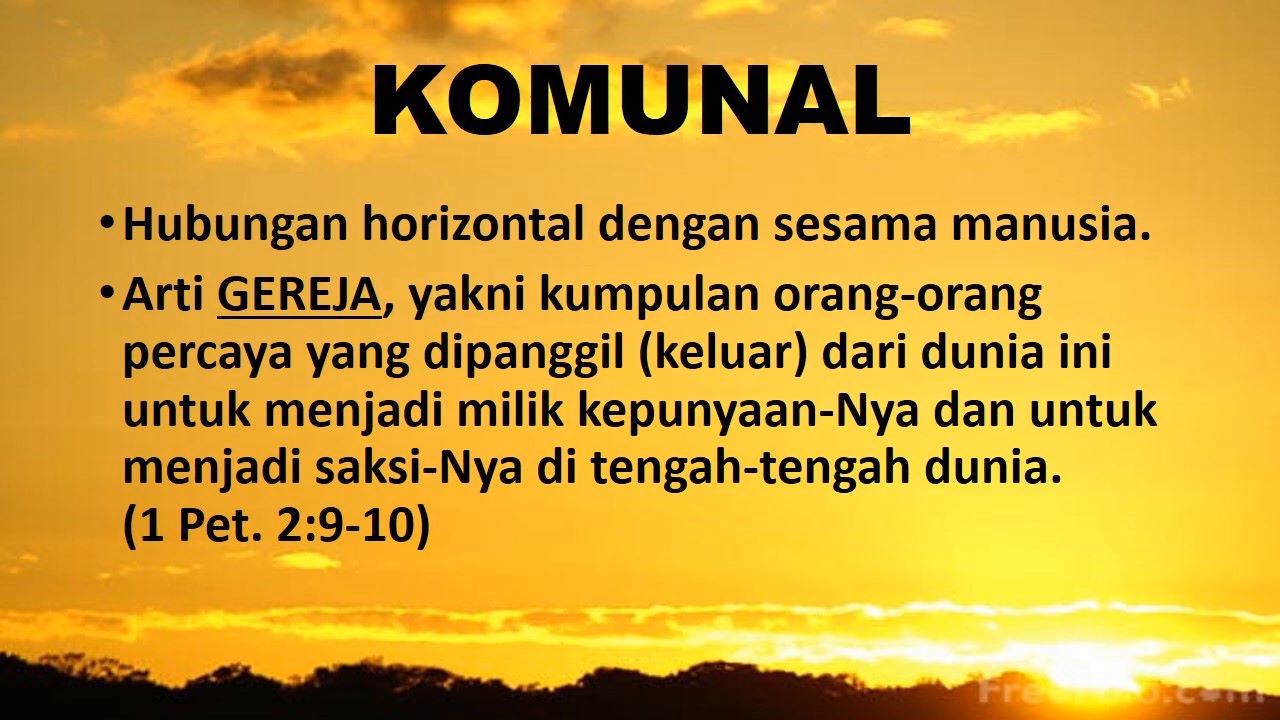 KOMUNAL
• Hubungan horizontal dengan sesama manusia.
• Arti GEREJA, yakni kumpulan orang-orang
percaya yang dipanggil (keluar) dari dunia ini
untuk menjadi milik kepunyaan-Nya dan untuk
menjadi saksi-Nya di tengah-tengah dunia.
(1 Pet. 2:9-10)